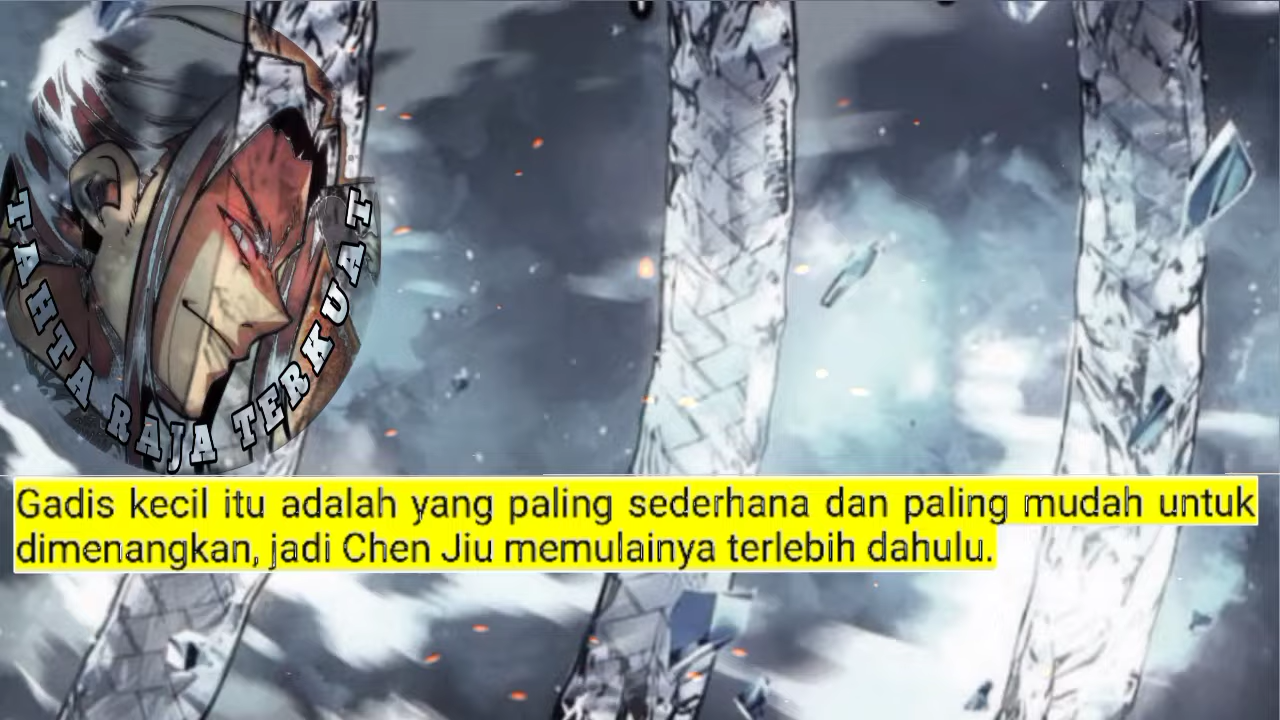 TAHTA RAJA TERKUAT
Gadis kecil itu adalah yang paling sederhana dan paling mudah untuk
dimenangkan, jadi Chen Jiu memulainya terlebih dahulu.